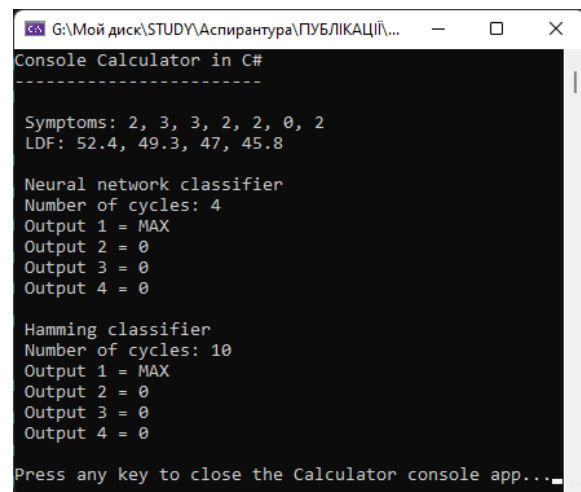 G:\Мой диск\STUDY\Аспирантура\ПУБЛІКАЦІЇ\...
Console Calculator in C#
------------------------
Symptoms: 2, 3, 3, 2, 2, 0, 2
LDF: 52.4, 49.3, 47, 45.8
Neural network classifier
Number of cycles: 4
Output 1 = MAX
Output 2 = 0
Output 3 = 0
Output 4 = 0
Hamming classifier
Number of cycles: 10
Output 1 = MAX
Output 2 = 0
Output 3 = 0
Output 4 = 0
Press any key to close the Calculator console app...